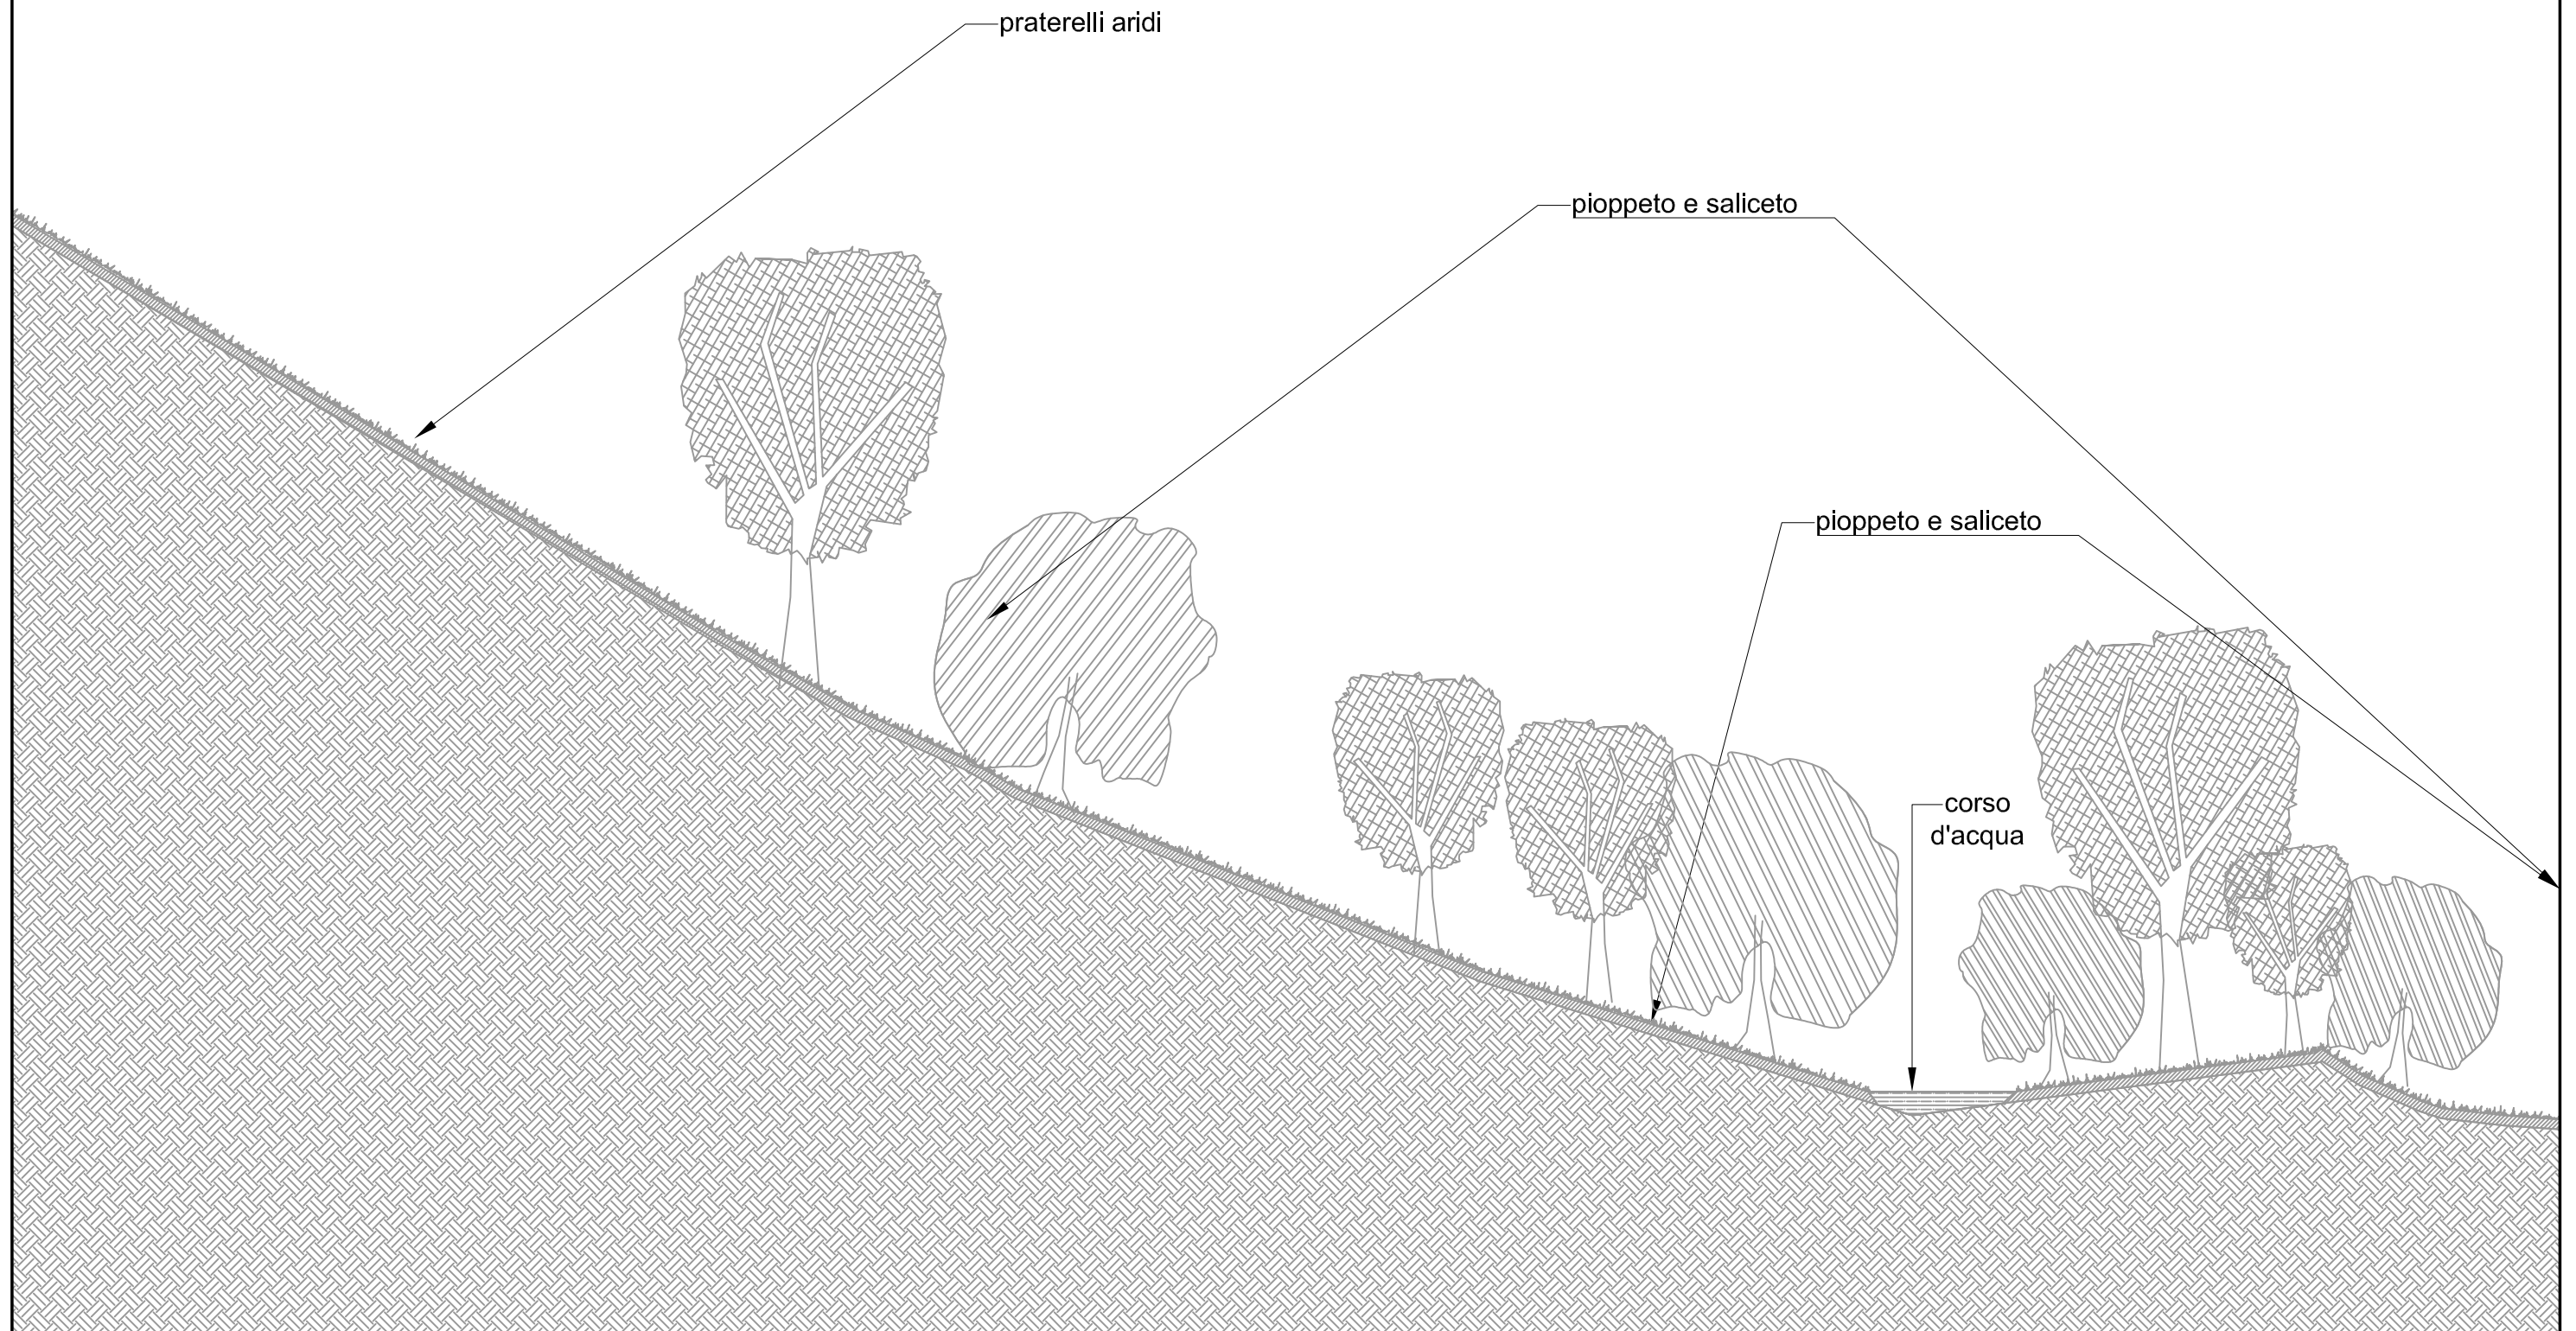 praterelli aridi
pioppeto e saliceto
pioppeto e saliceto
corso
d'acqua